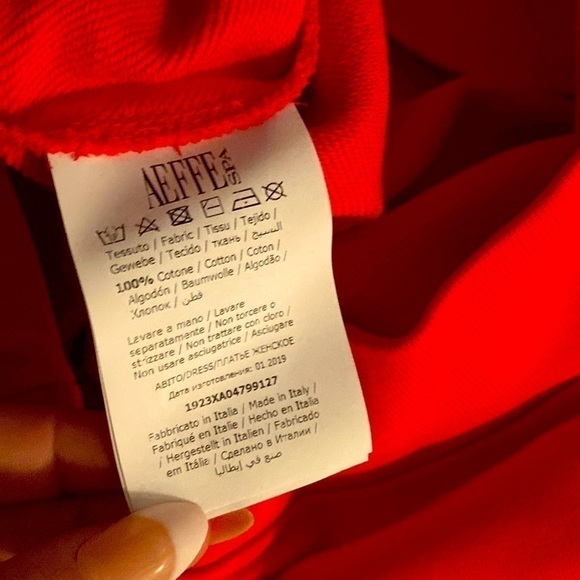 AEFFE SPA
Tessuto / Fabric / Tissu / Tejido /
Gewebe / Tecido / ткань / النسيج
100% Cotone / Cotton / Coton /
Algodón / Baumwolle / Algodão /
Хлопок / قطن
Lavare a mano / Lavare
separatamente / Non torcere o
strizzare / Non trattare con cloro /
Non usare asciugatrice / Asciugare
ABITO/DRESS/ПЛАТЬЕ ЖЕНСКОЕ
Дата изготовления: 01 2019
1923XA04799127
Fabbricato in Italia / Made in Italy /
Fabriqué en Italie / Hecho en Italia
/ Hergestellt in Italien / Fabricado
em Itália / Сделано в Италии /
صنع في إيطاليا